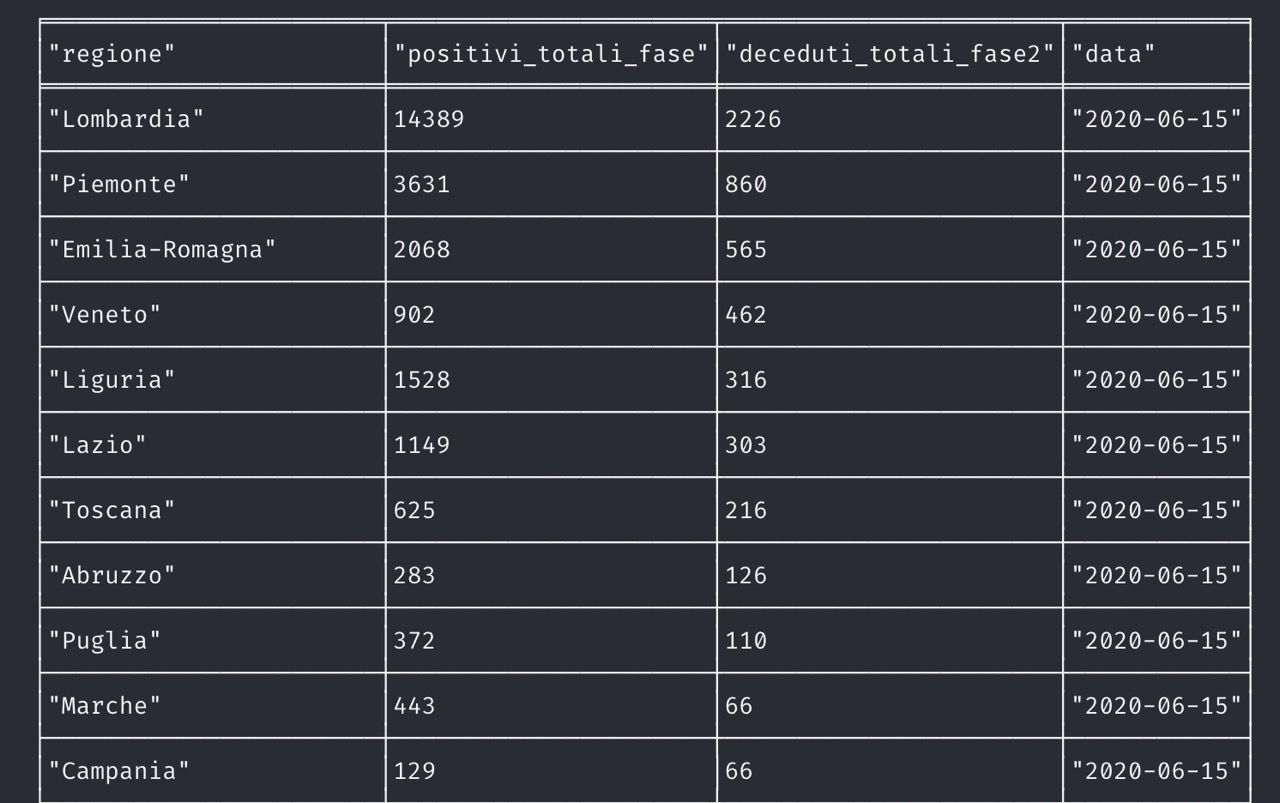 "regione" "positivi_totali_fase" "deceduti_totali_fase2" "data"
"Lombardia" 14389 2226 "2020-06-15"
"Piemonte" 3631 860 "2020-06-15"
"Emilia-Romagna" 2068 565 "2020-06-15"
"Veneto" 902 462 "2020-06-15"
"Liguria" 1528 316 "2020-06-15"
"Lazio" 1149 303 "2020-06-15"
"Toscana" 625 216 "2020-06-15"
"Abruzzo" 283 126 "2020-06-15"
"Puglia" 372 110 "2020-06-15"
"Marche" 443 66 "2020-06-15"
"Campania" 129 66 "2020-06-15"